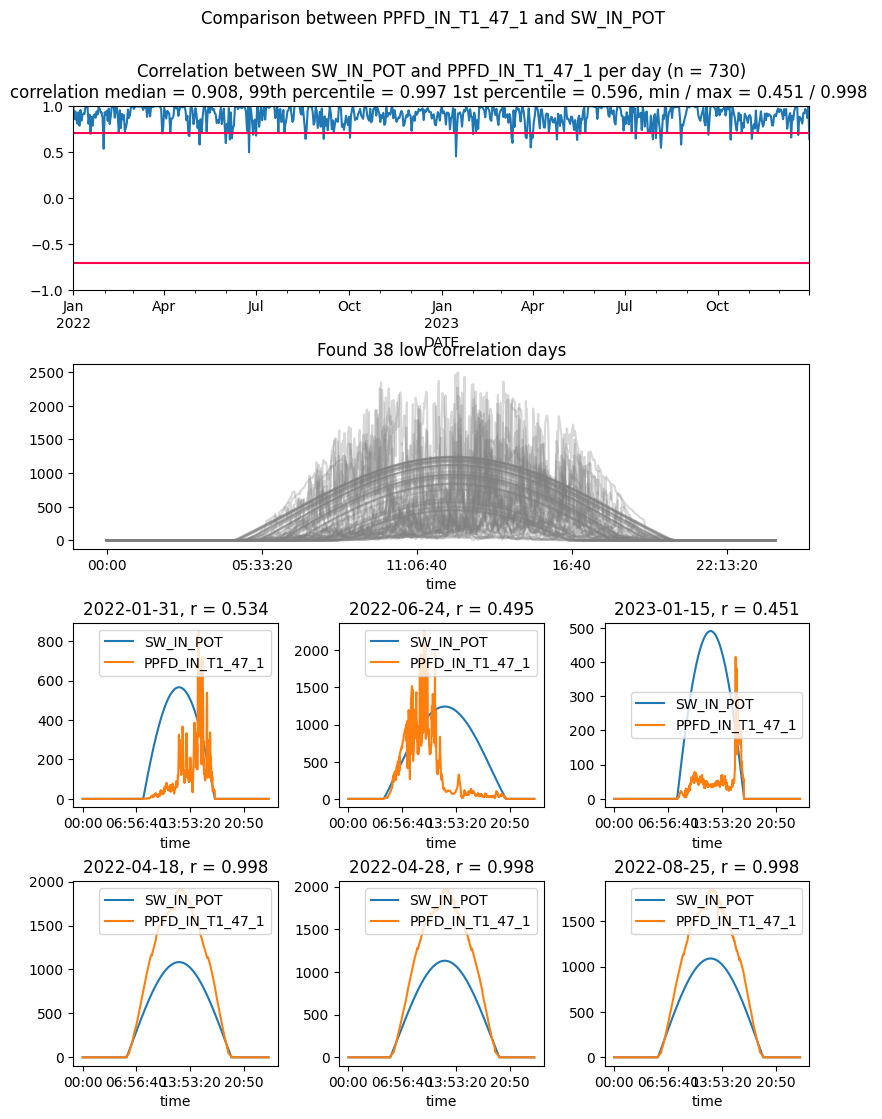 Comparison between PPFD_IN_T1_47_1 and SW_IN_POT
Correlation between SW_IN_POT and PPFD_IN_T1_47_1 per day (n = 730)
correlation median = 0.908, 99th percentile = 0.997 1st percentile = 0.596, min / max = 0.451 / 0.998
1.0
0.5
0.0
−0.5
−1.0
Jan Apr Jul Oct Jan Apr Jul Oct
2022 2023
DATE
Found 38 low correlation days
2500
2000
1500
1000
500
0
00:00 05:33:20 11:06:40 16:40 22:13:20
time
2022-01-31, r = 0.534
800
600
400
200
0
SW_IN_POT
PPFD_IN_T1_47_1
00:00 06:56:40 13:53:20 20:50
time
2022-06-24, r = 0.495
2000
1500
1000
500
0
SW_IN_POT
PPFD_IN_T1_47_1
00:00 06:56:40 13:53:20 20:50
time
2023-01-15, r = 0.451
500
400
300
200
100
0
SW_IN_POT
PPFD_IN_T1_47_1
00:00 06:56:40 13:53:20 20:50
time
2022-04-18, r = 0.998
2000
1500
1000
500
0
SW_IN_POT
PPFD_IN_T1_47_1
00:00 06:56:40 13:53:20 20:50
time
2022-04-28, r = 0.998
2000
1500
1000
500
0
SW_IN_POT
PPFD_IN_T1_47_1
00:00 06:56:40 13:53:20 20:50
time
2022-08-25, r = 0.998
1500
1000
500
0
SW_IN_POT
PPFD_IN_T1_47_1
00:00 06:56:40 13:53:20 20:50
time